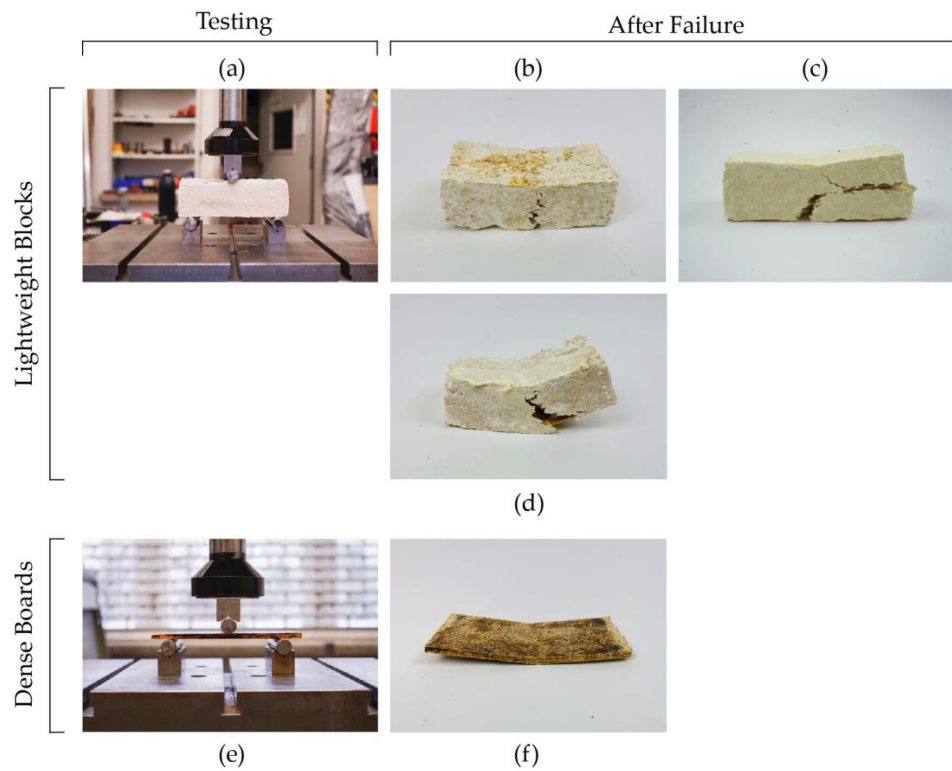 Testing
After Failure
(a)
(b)
(c)
Lightweight Blocks
(d)
Dense Boards
(e)
(f)